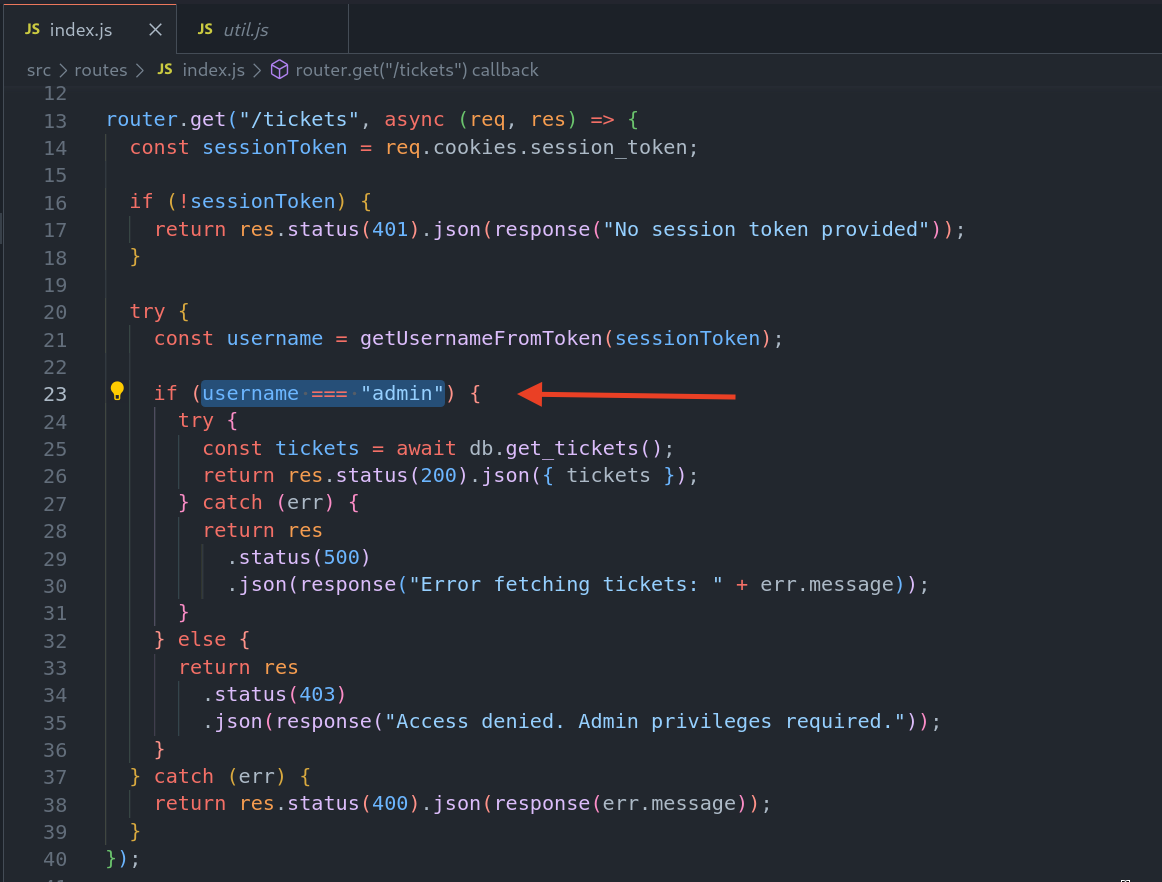 JS index.js
JS util.js
src > routes > JS index.js > router.get("/tickets") callback
12
13 router.get("/tickets", async (req, res) => {
14   const sessionToken = req.cookies.session_token;
15
16   if (!sessionToken) {
17     return res.status(401).json(response("No session token provided"));
18   }
19
20   try {
21     const username = getUsernameFromToken(sessionToken);
22
23     if (username === "admin") {
24       try {
25         const tickets = await db.get_tickets();
26         return res.status(200).json({ tickets });
27       } catch (err) {
28         return res
29           .status(500)
30           .json(response("Error fetching tickets: " + err.message));
31       }
32     } else {
33       return res
34         .status(403)
35         .json(response("Access denied. Admin privileges required."));
36     }
37   } catch (err) {
38     return res.status(400).json(response(err.message));
39   }
40 });